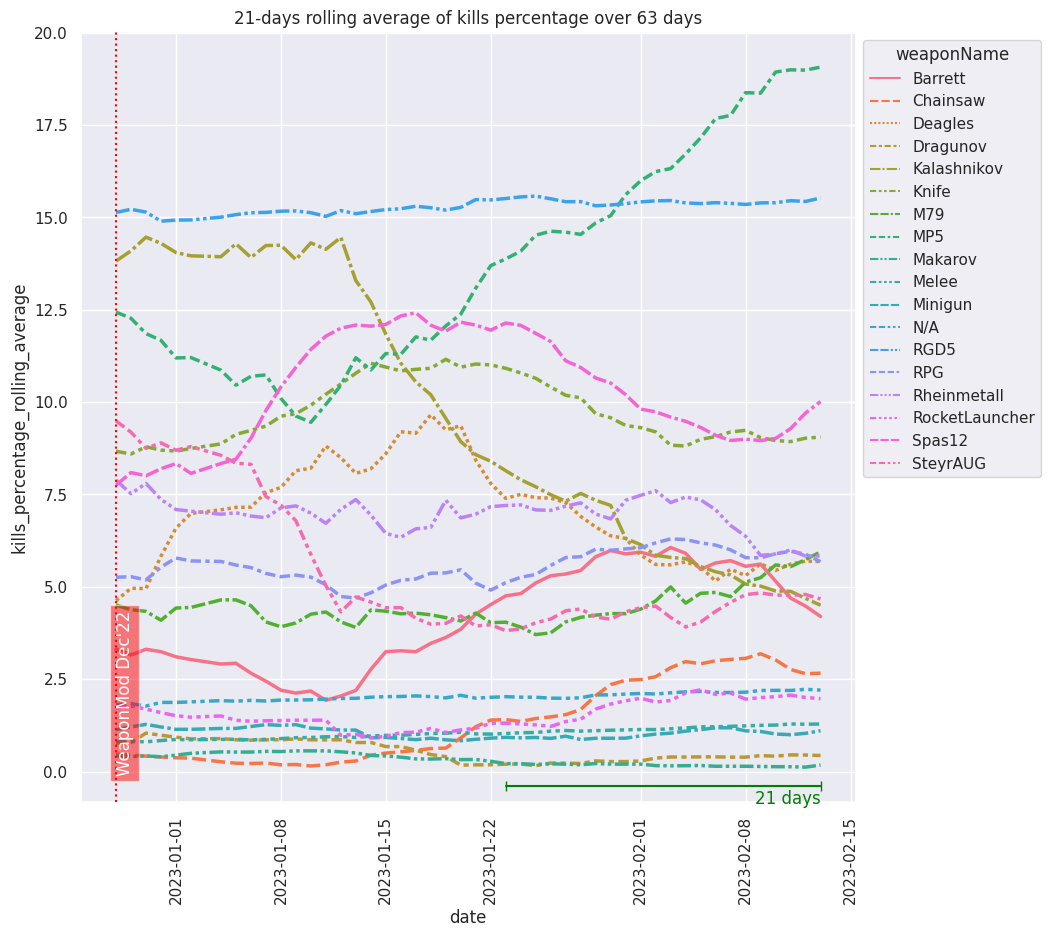 21-days rolling average of kills percentage over 63 days
kills_percentage_rolling_average
20.0
17.5
15.0
12.5
10.0
7.5
5.0
2.5
0.0
WeaponMod Dec'22
21 days
2023-01-01
2023-01-08
2023-01-15
2023-01-22
2023-02-01
2023-02-08
2023-02-15
date
weaponName
Barrett
Chainsaw
Deagles
Dragunov
Kalashnikov
Knife
M79
MP5
Makarov
Melee
Minigun
N/A
RGD5
RPG
Rheinmetall
RocketLauncher
Spas12
SteyrAUG